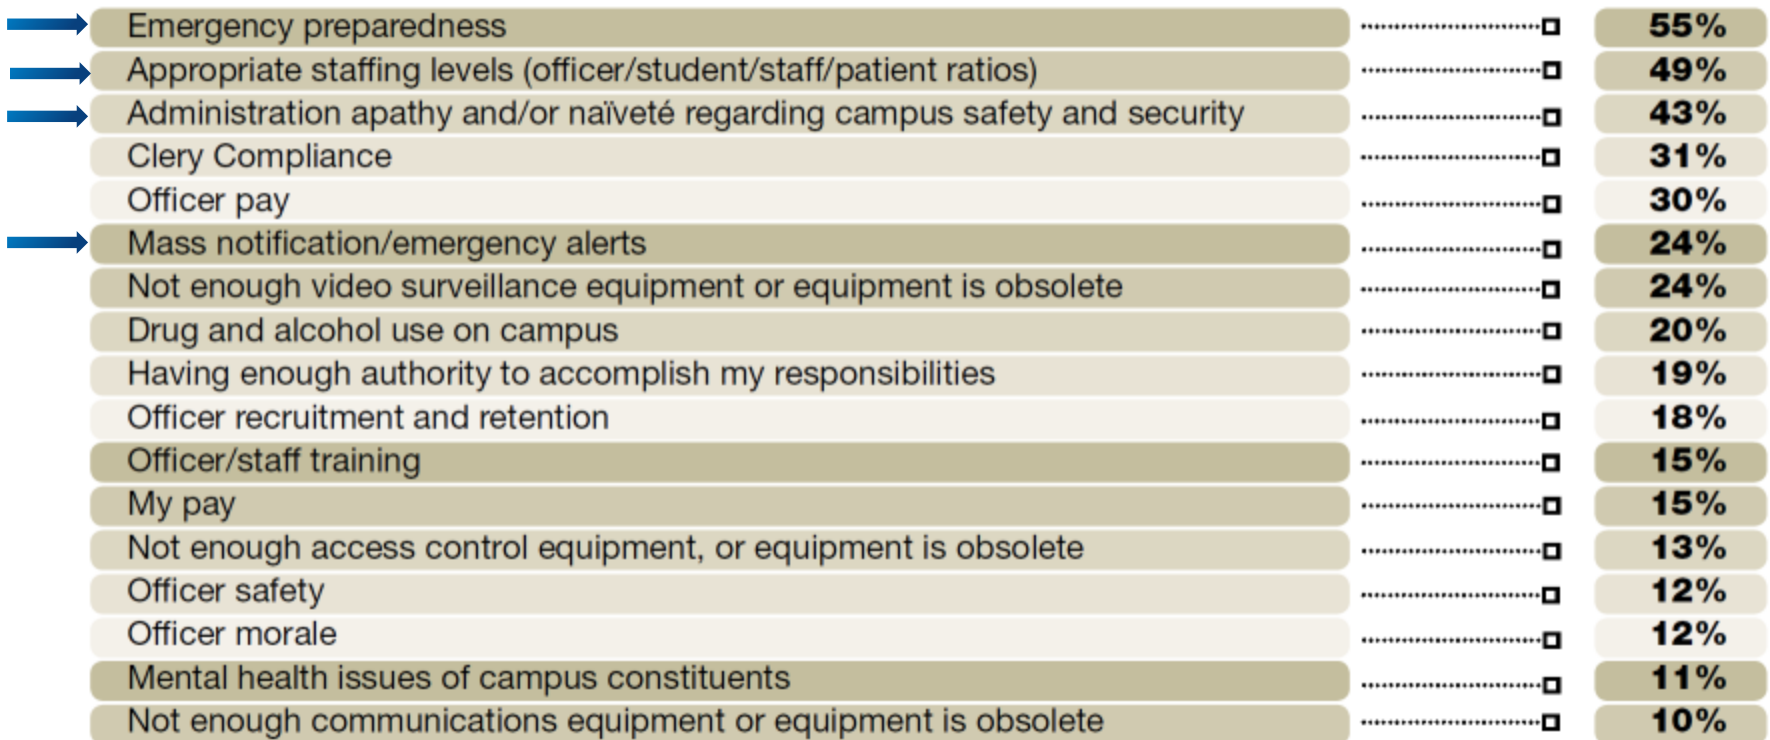 Emergency preparedness 55%
Appropriate staffing levels (officer/student/staff/patient ratios) 49%
Administration apathy and/or naïveté regarding campus safety and security 43%
Clery Compliance 31%
Officer pay 30%
Mass notification/emergency alerts 24%
Not enough video surveillance equipment or equipment is obsolete 24%
Drug and alcohol use on campus 20%
Having enough authority to accomplish my responsibilities 19%
Officer recruitment and retention 18%
Officer/staff training 15%
My pay 15%
Not enough access control equipment, or equipment is obsolete 13%
Officer safety 12%
Officer morale 12%
Mental health issues of campus constituents 11%
Not enough communications equipment or equipment is obsolete 10%